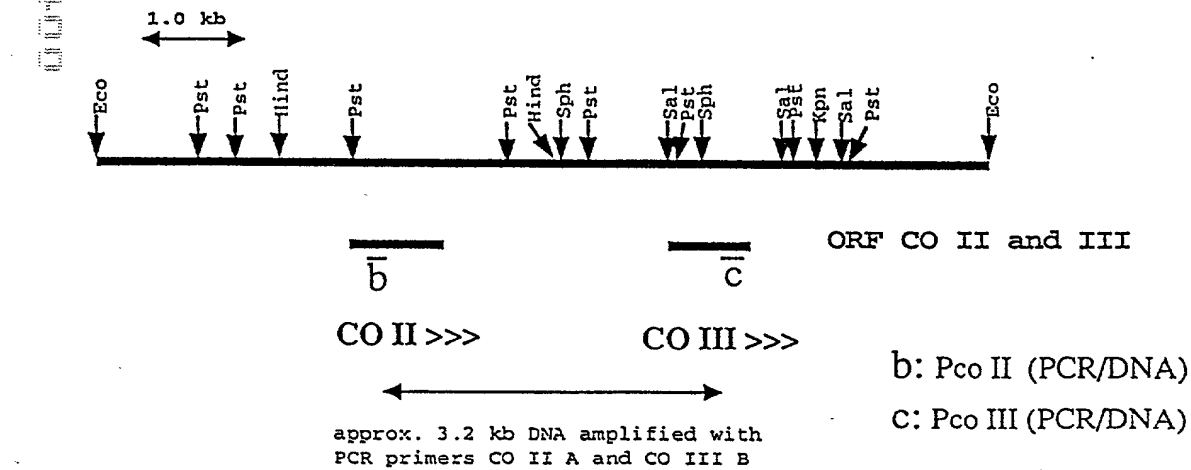 1.0 kb
Eco Pst Pst Hind Pst Pst Hind Sph Pst Sal Pst Sph Sal Pst Kpn Sal Pst Eco
ORF CO II and III
b c
CO II >>> CO III >>>
b: Pco II (PCR/DNA)
c: Pco III (PCR/DNA)
approx. 3.2 kb DNA amplified with
PCR primers CO II A and CO III B